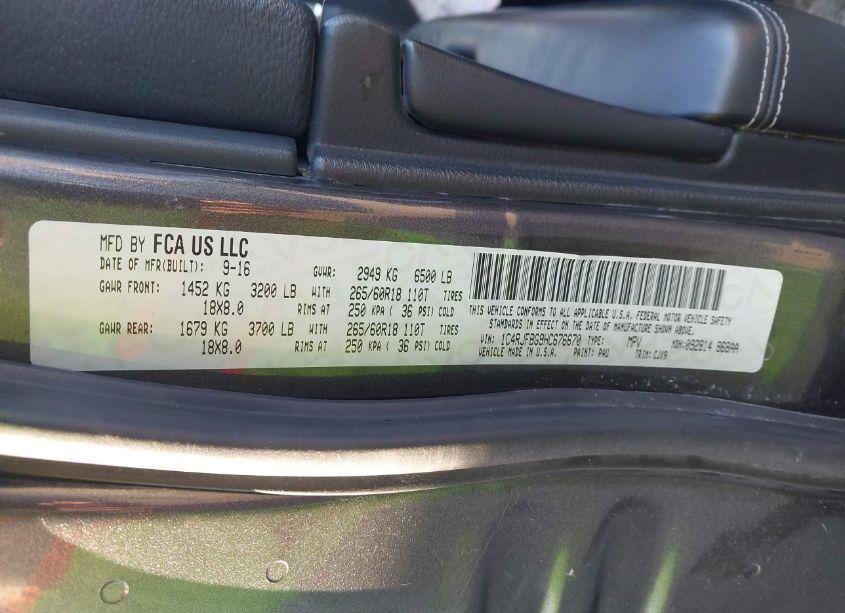 MFD BY FCA US LLC
DATE OF MFR(BUILT): 9-16 GVWR: 2949 KG 6500 LB
GAWR FRONT: 1452 KG 3200 LB WITH 265/60R18 110T TIRES
18X8.0 RIMS AT 250 KPA ( 36 PSI) COLD
GAWR REAR: 1679 KG 3700 LB WITH 265/60R18 110T TIRES
18X8.0 RIMS AT 250 KPA ( 36 PSI) COLD
THIS VEHICLE CONFORMS TO ALL APPLICABLE U.S.A. FEDERAL MOTOR VEHICLE SAFETY
STANDARDS IN EFFECT ON THE DATE OF MANUFACTURE SHOWN ABOVE.
VIN: 1C4RJFBG9HC676670 TYPE: MPV MDH: 092814 868AA
VEHICLE MADE IN U.S.A. PAINT: PAU TRIM: CJX9